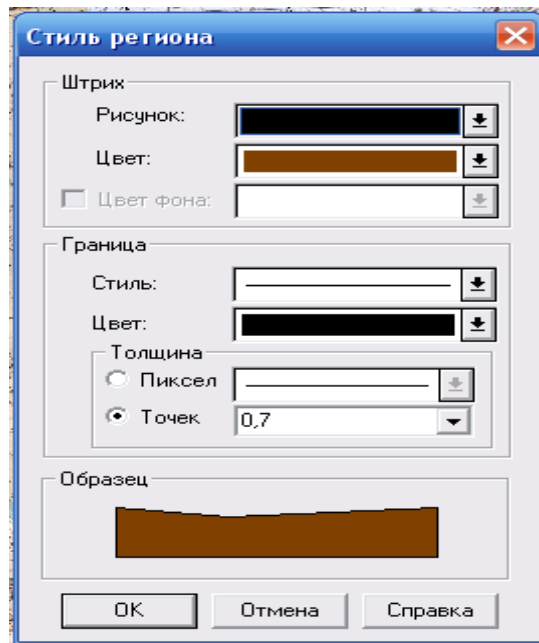 Стиль региона
Штрих
Рисунок:
Цвет:
Цвет фона:
Граница
Стиль:
Цвет:
Толщина
Пиксел
Точек 0,7
Образец
OK Отмена Справка